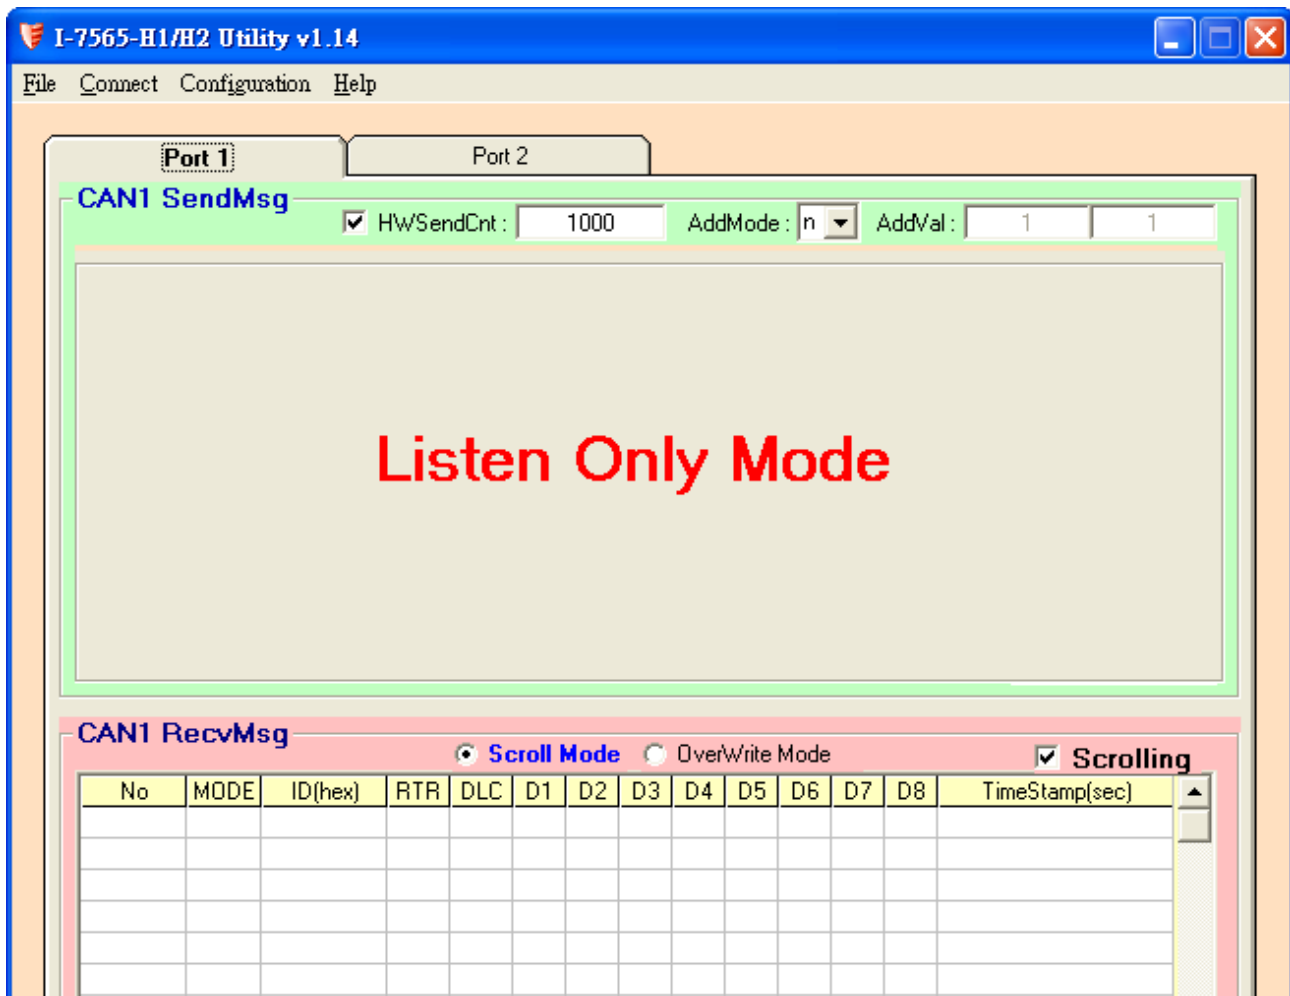 I-7565-H1/H2 Utility v1.14
File Connect Configuration Help
Port 1 Port 2
CAN1 SendMsg
HWSendCnt : 1000 AddMode : n AddVal : 1 1
Listen Only Mode
CAN1 RecvMsg
Scroll Mode OverWrite Mode Scrolling
No MODE ID(hex) RTR DLC D1 D2 D3 D4 D5 D6 D7 D8 TimeStamp(sec)